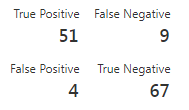 True Positive False Negative
51 9
False Positive True Negative
4 67